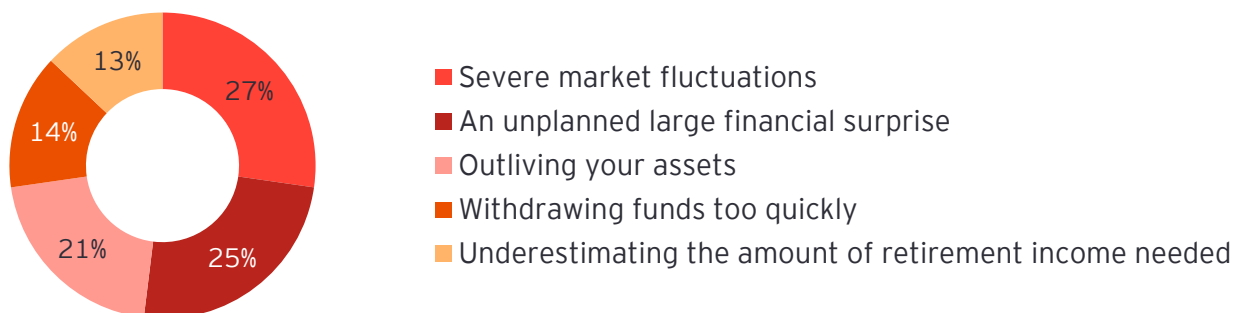 13%
27%
14%
21%
25%
Severe market fluctuations
An unplanned large financial surprise
Outliving your assets
Withdrawing funds too quickly
Underestimating the amount of retirement income needed